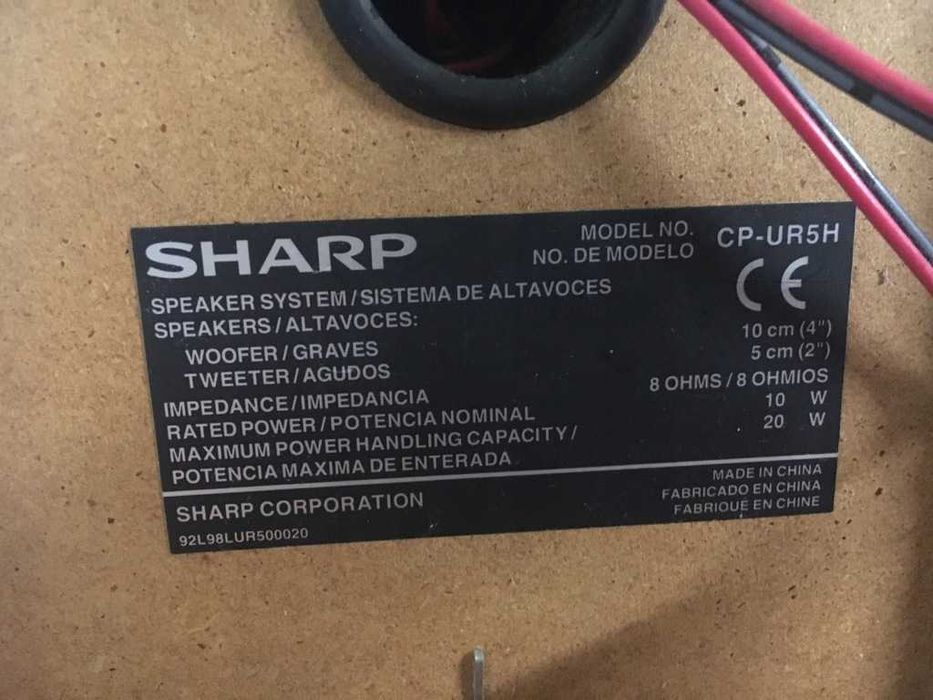 SHARP
MODEL NO. CP-UR5H
NO. DE MODELO
CE
SPEAKER SYSTEM / SISTEMA DE ALTAVOCES
SPEAKERS / ALTAVOCES:
WOOFER / GRAVES 10 cm (4")
TWEETER / AGUDOS 5 cm (2")
IMPEDANCE / IMPEDANCIA 8 OHMS / 8 OHMIOS
RATED POWER / POTENCIA NOMINAL 10 W
MAXIMUM POWER HANDLING CAPACITY / 20 W
POTENCIA MAXIMA DE ENTERADA
SHARP CORPORATION
92L98LUR500020
MADE IN CHINA
FABRICADO EN CHINA
FABRIQUÉ EN CHINE